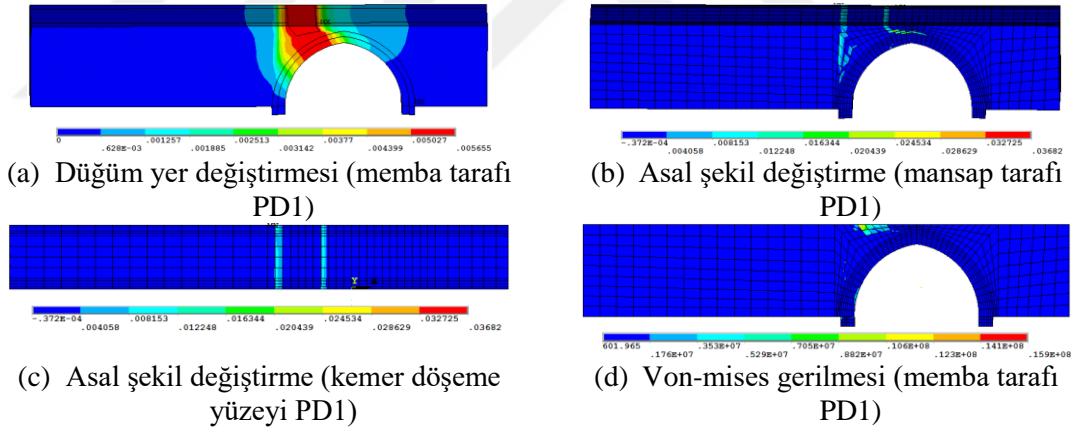 0 .001257 .002513 .00377 .005027
.628E-03 .001885 .003142 .004399 .005655
-.372E-04 .008153 .016344 .024534 .032725
.004058 .012248 .020439 .028629 .03682
(a) Düğüm yer değiştirmesi (memba tarafı
PD1)
(b) Asal şekil değiştirme (mansap tarafı
PD1)
Y
-.372E-04 .008153 .016344 .024534 .032725
.004058 .012248 .020439 .028629 .03682
601.965 .353E+07 .705E+07 .106E+08 .141E+08
.176E+07 .529E+07 .882E+07 .123E+08 .159E+08
(c) Asal şekil değiştirme (kemer döşeme
yüzeyi PD1)
(d) Von-mises gerilmesi (memba tarafı
PD1)